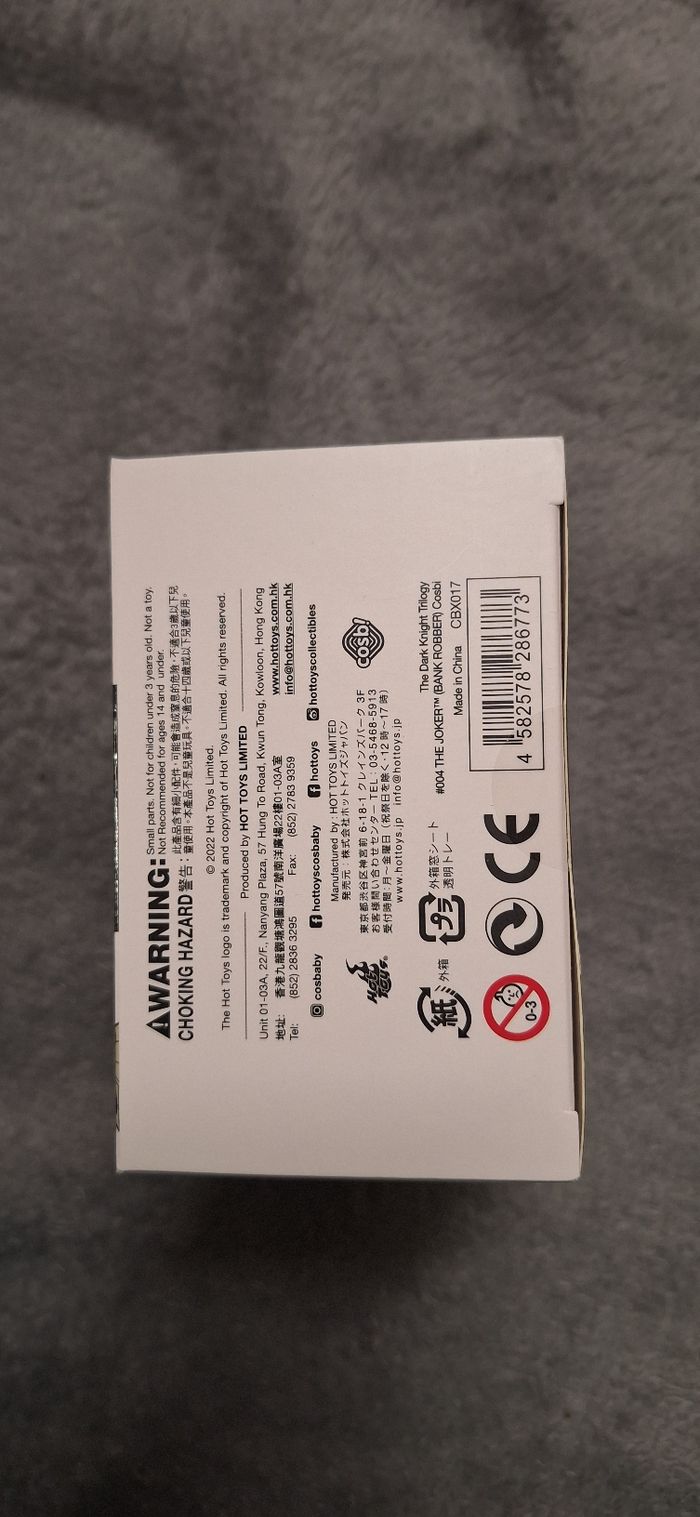 WARNING: Small parts. Not for children under 3 years old. Not a toy.
Not Recommended for ages 14 and under.
CHOKING HAZARD 警告：此產品含有細小配件，可能會造成窒息的危險，不適合3歲以下兒
童使用。本產品不是兒童玩具。不適合十四歲或以下兒童使用。
© 2022 Hot Toys Limited.
The Hot Toys logo is trademark and copyright of Hot Toys Limited. All rights reserved.
Produced by HOT TOYS LIMITED
Unit 01-03A, 22/F., Nanyang Plaza, 57 Hung To Road, Kwun Tong, Kowloon, Hong Kong
地址: 香港九龍觀塘鴻圖道57號南洋廣場22樓01-03A室 www.hottoys.com.hk
Tel: (852) 2836 3295 Fax: (852) 2783 9359 info@hottoys.com.hk
cosbaby hottoyscosbaby hottoys hottoyscollectibles
HOT TOYS®
Manufactured by : HOT TOYS LIMITED
発売元：株式会社ホットトイズジャパン
東京都渋谷区神宮前 6-18-1 クレインズパーク 3F
お客様問い合わせセンター TEL : 03-5468-5913
受付時間：月～金曜日（祝祭日を除く·12 時～17 時）
www.hottoys.jp info@hottoys.jp
cosbi
紙 外箱
プラ 外箱窓シート
透明トレー
The Dark Knight Trilogy
#004 THE JOKER™ (BANK ROBBER) Cosbi
Made in China CBX017
0-3
CE
4 582578 286773